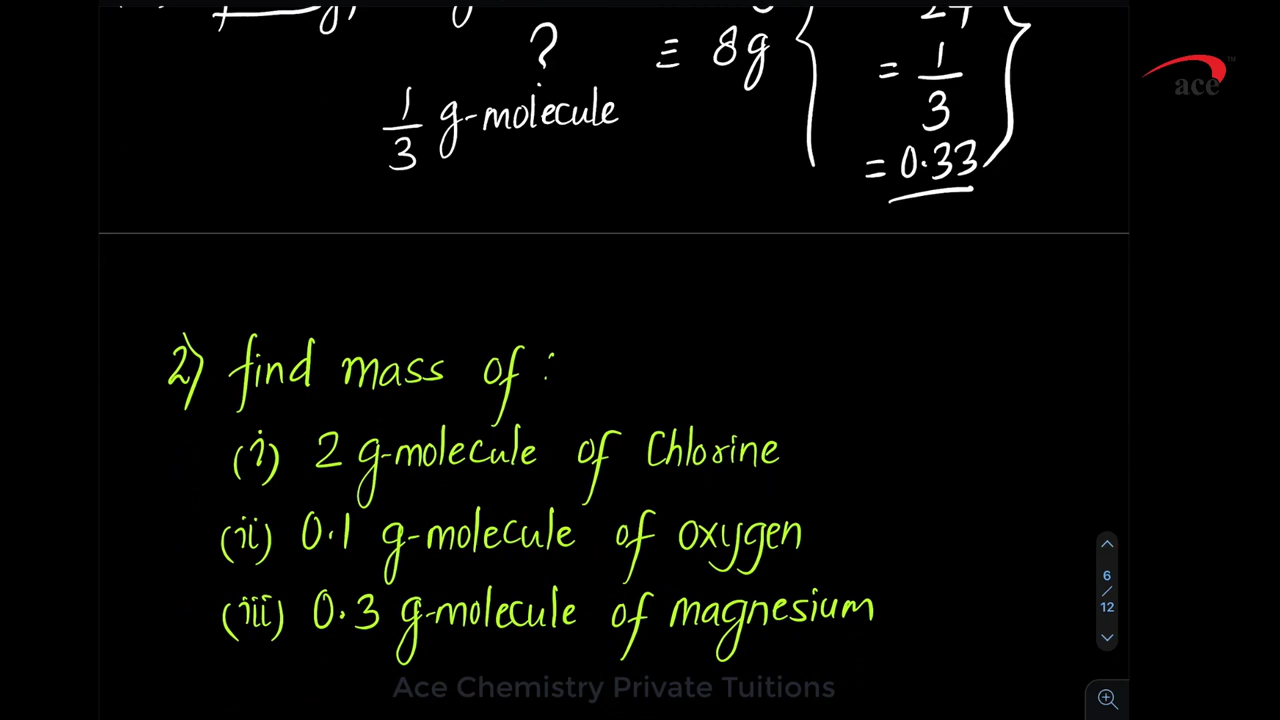 ? ≡ 8g
= 1/3
1/3 g-molecule
= 0.33
ace™
2) find mass of :
(i) 2 g-molecule of Chlorine
(ii) 0.1 g-molecule of oxygen
(iii) 0.3 g-molecule of magnesium
6
/
12
Ace Chemistry Private Tuitions